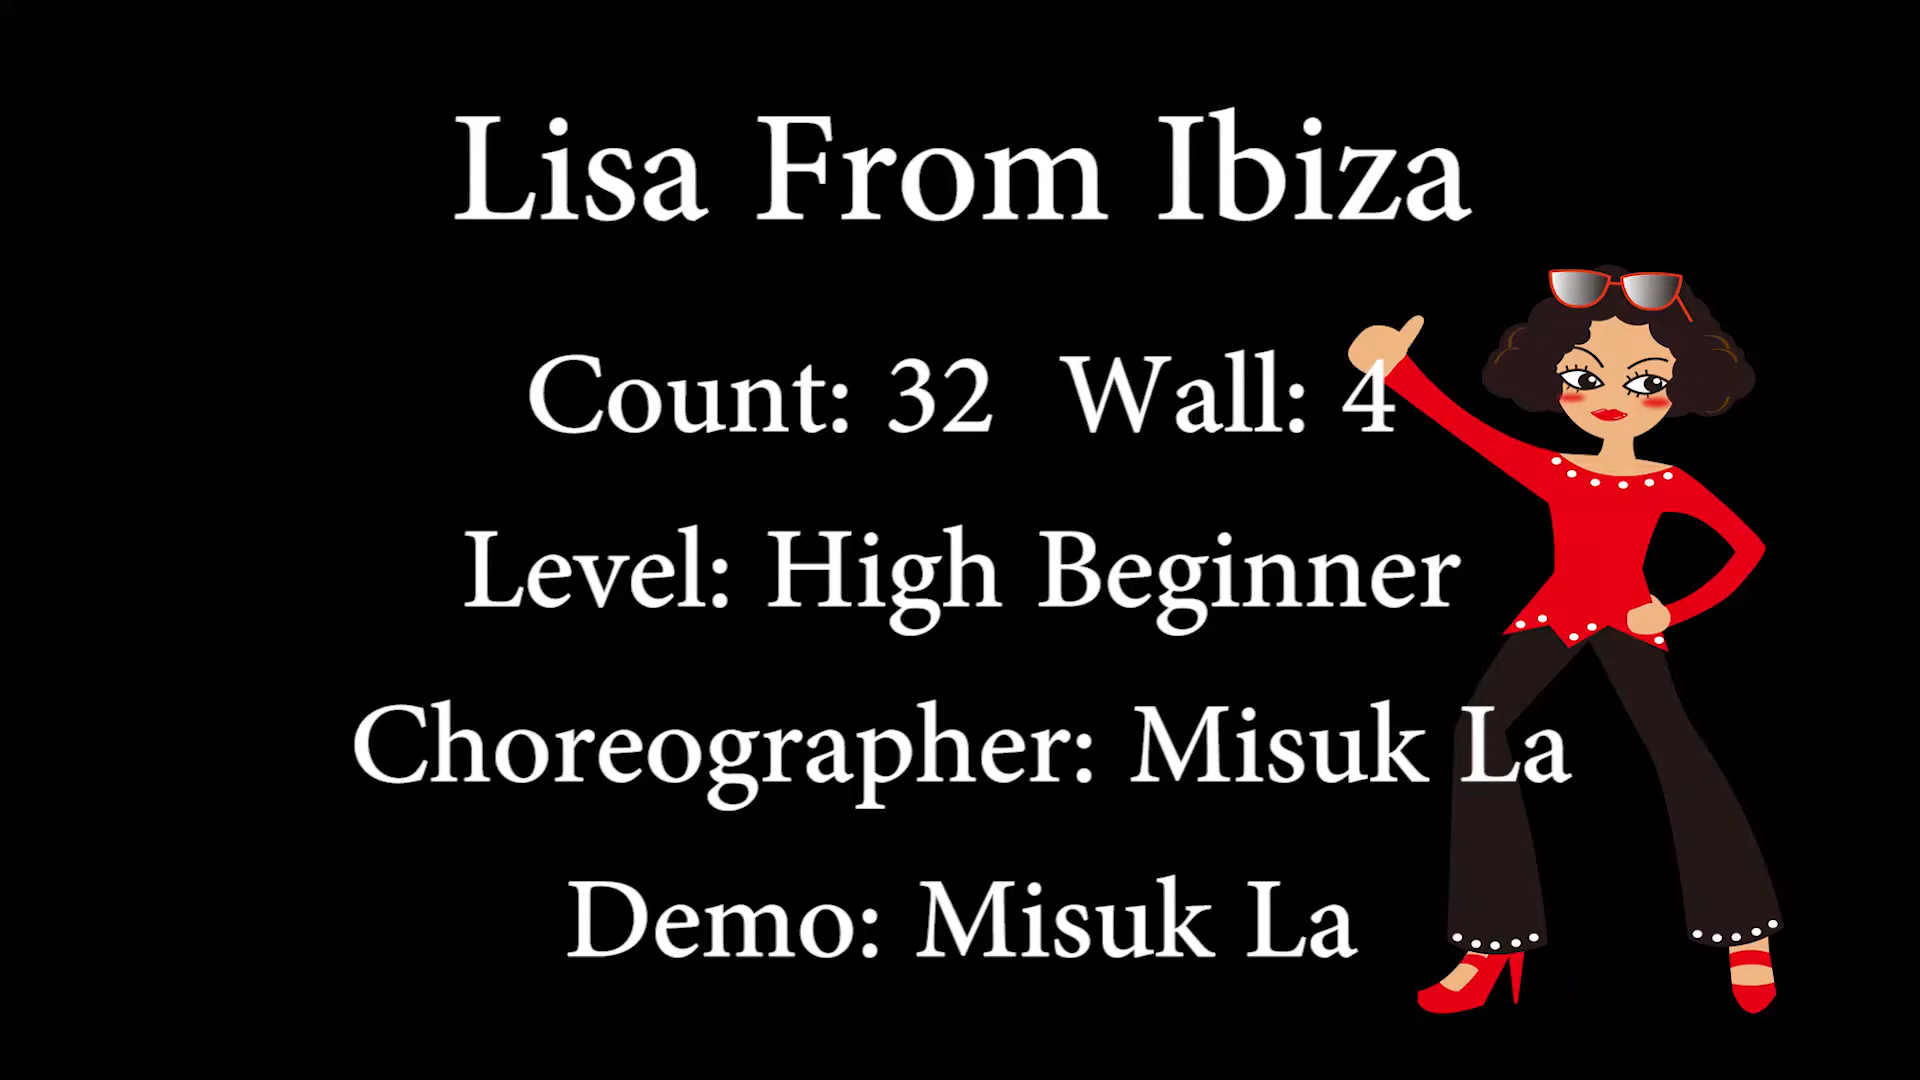 Lisa From Ibiza
Count: 32 Wall: 4
Level: High Beginner
Choreographer: Misuk La
Demo: Misuk La